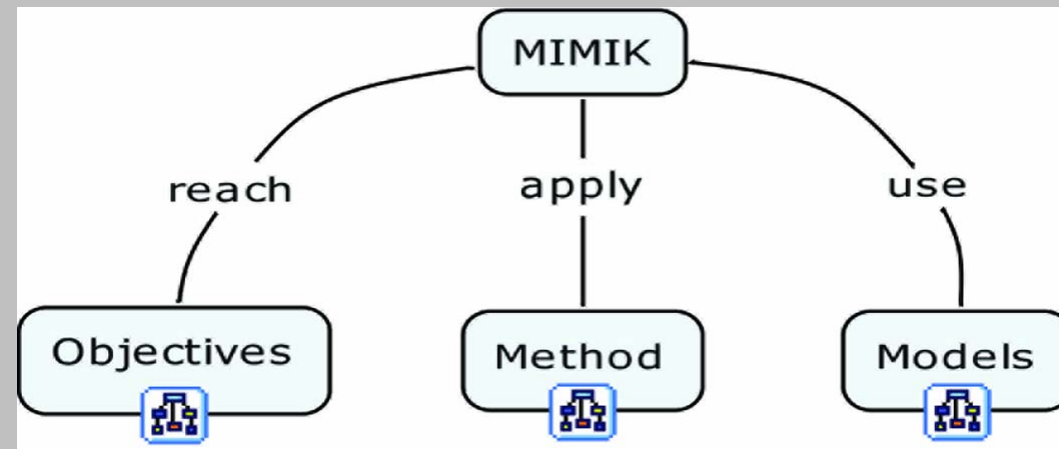 MIMIK
reach
apply
use
Objectives
Method
Models